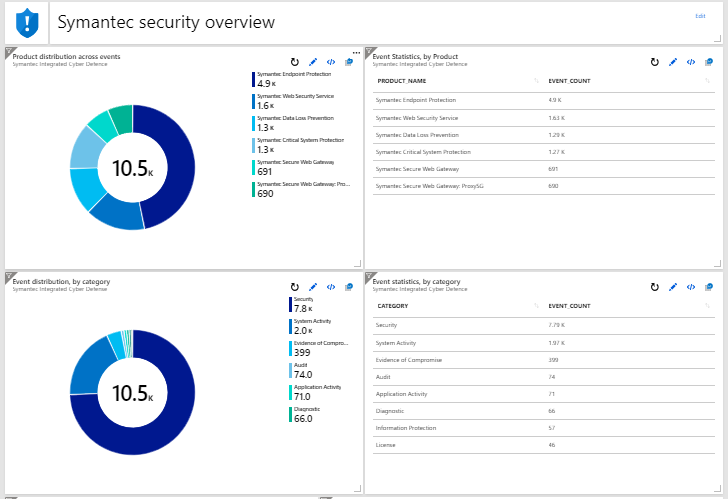 Symantec security overview
Edit
Product distribution across events
Symantec Integrated Cyber Defence
10.5K
Symantec Endpoint Protection
4.9 K
Symantec Web Security Service
1.6 K
Symantec Data Loss Prevention
1.3 K
Symantec Critical System Protection
1.3 K
Symantec Secure Web Gateway
691
Symantec Secure Web Gateway: Pro...
690
Event Statistics, by Product
Symantec Integrated Cyber Defence
PRODUCT_NAME EVENT_COUNT
Symantec Endpoint Protection 4.9 K
Symantec Web Security Service 1.63 K
Symantec Data Loss Prevention 1.29 K
Symantec Critical System Protection 1.27 K
Symantec Secure Web Gateway 691
Symantec Secure Web Gateway: ProxySG 690
Event distribution, by category
Symantec Integrated Cyber Defense
10.5K
Security
7.8 K
System Activity
2.0 K
Evidence of Compro...
399
Audit
74.0
Application Activity
71.0
Diagnostic
66.0
Event statistics, by category
Symantec Integrated Cyber Defence
CATEGORY EVENT_COUNT
Security 7.79 K
System Activity 1.97 K
Evidence of Compromise 399
Audit 74
Application Activity 71
Diagnostic 66
Information Protection 57
License 46